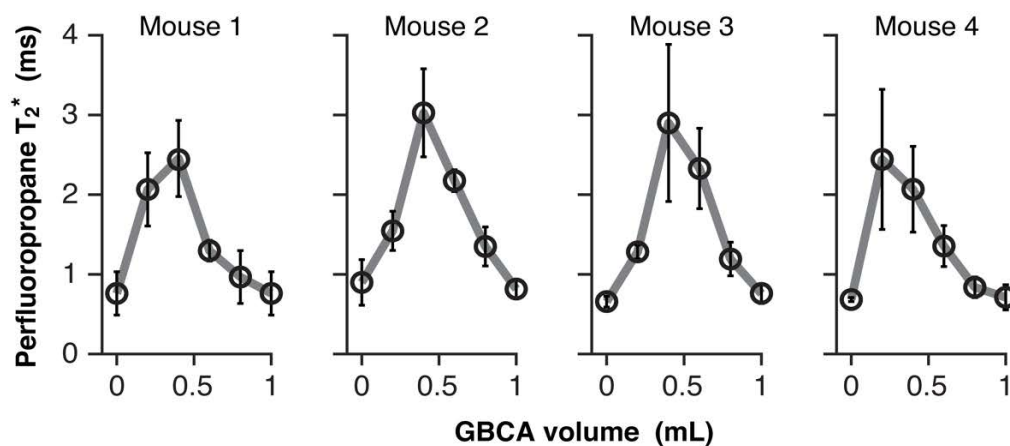 Mouse 1 Mouse 2 Mouse 3 Mouse 4
Perfluoropropane T2* (ms)
4
3
2
1
0
0 0.5 1 0 0.5 1 0 0.5 1 0 0.5 1
GBCA volume (mL)